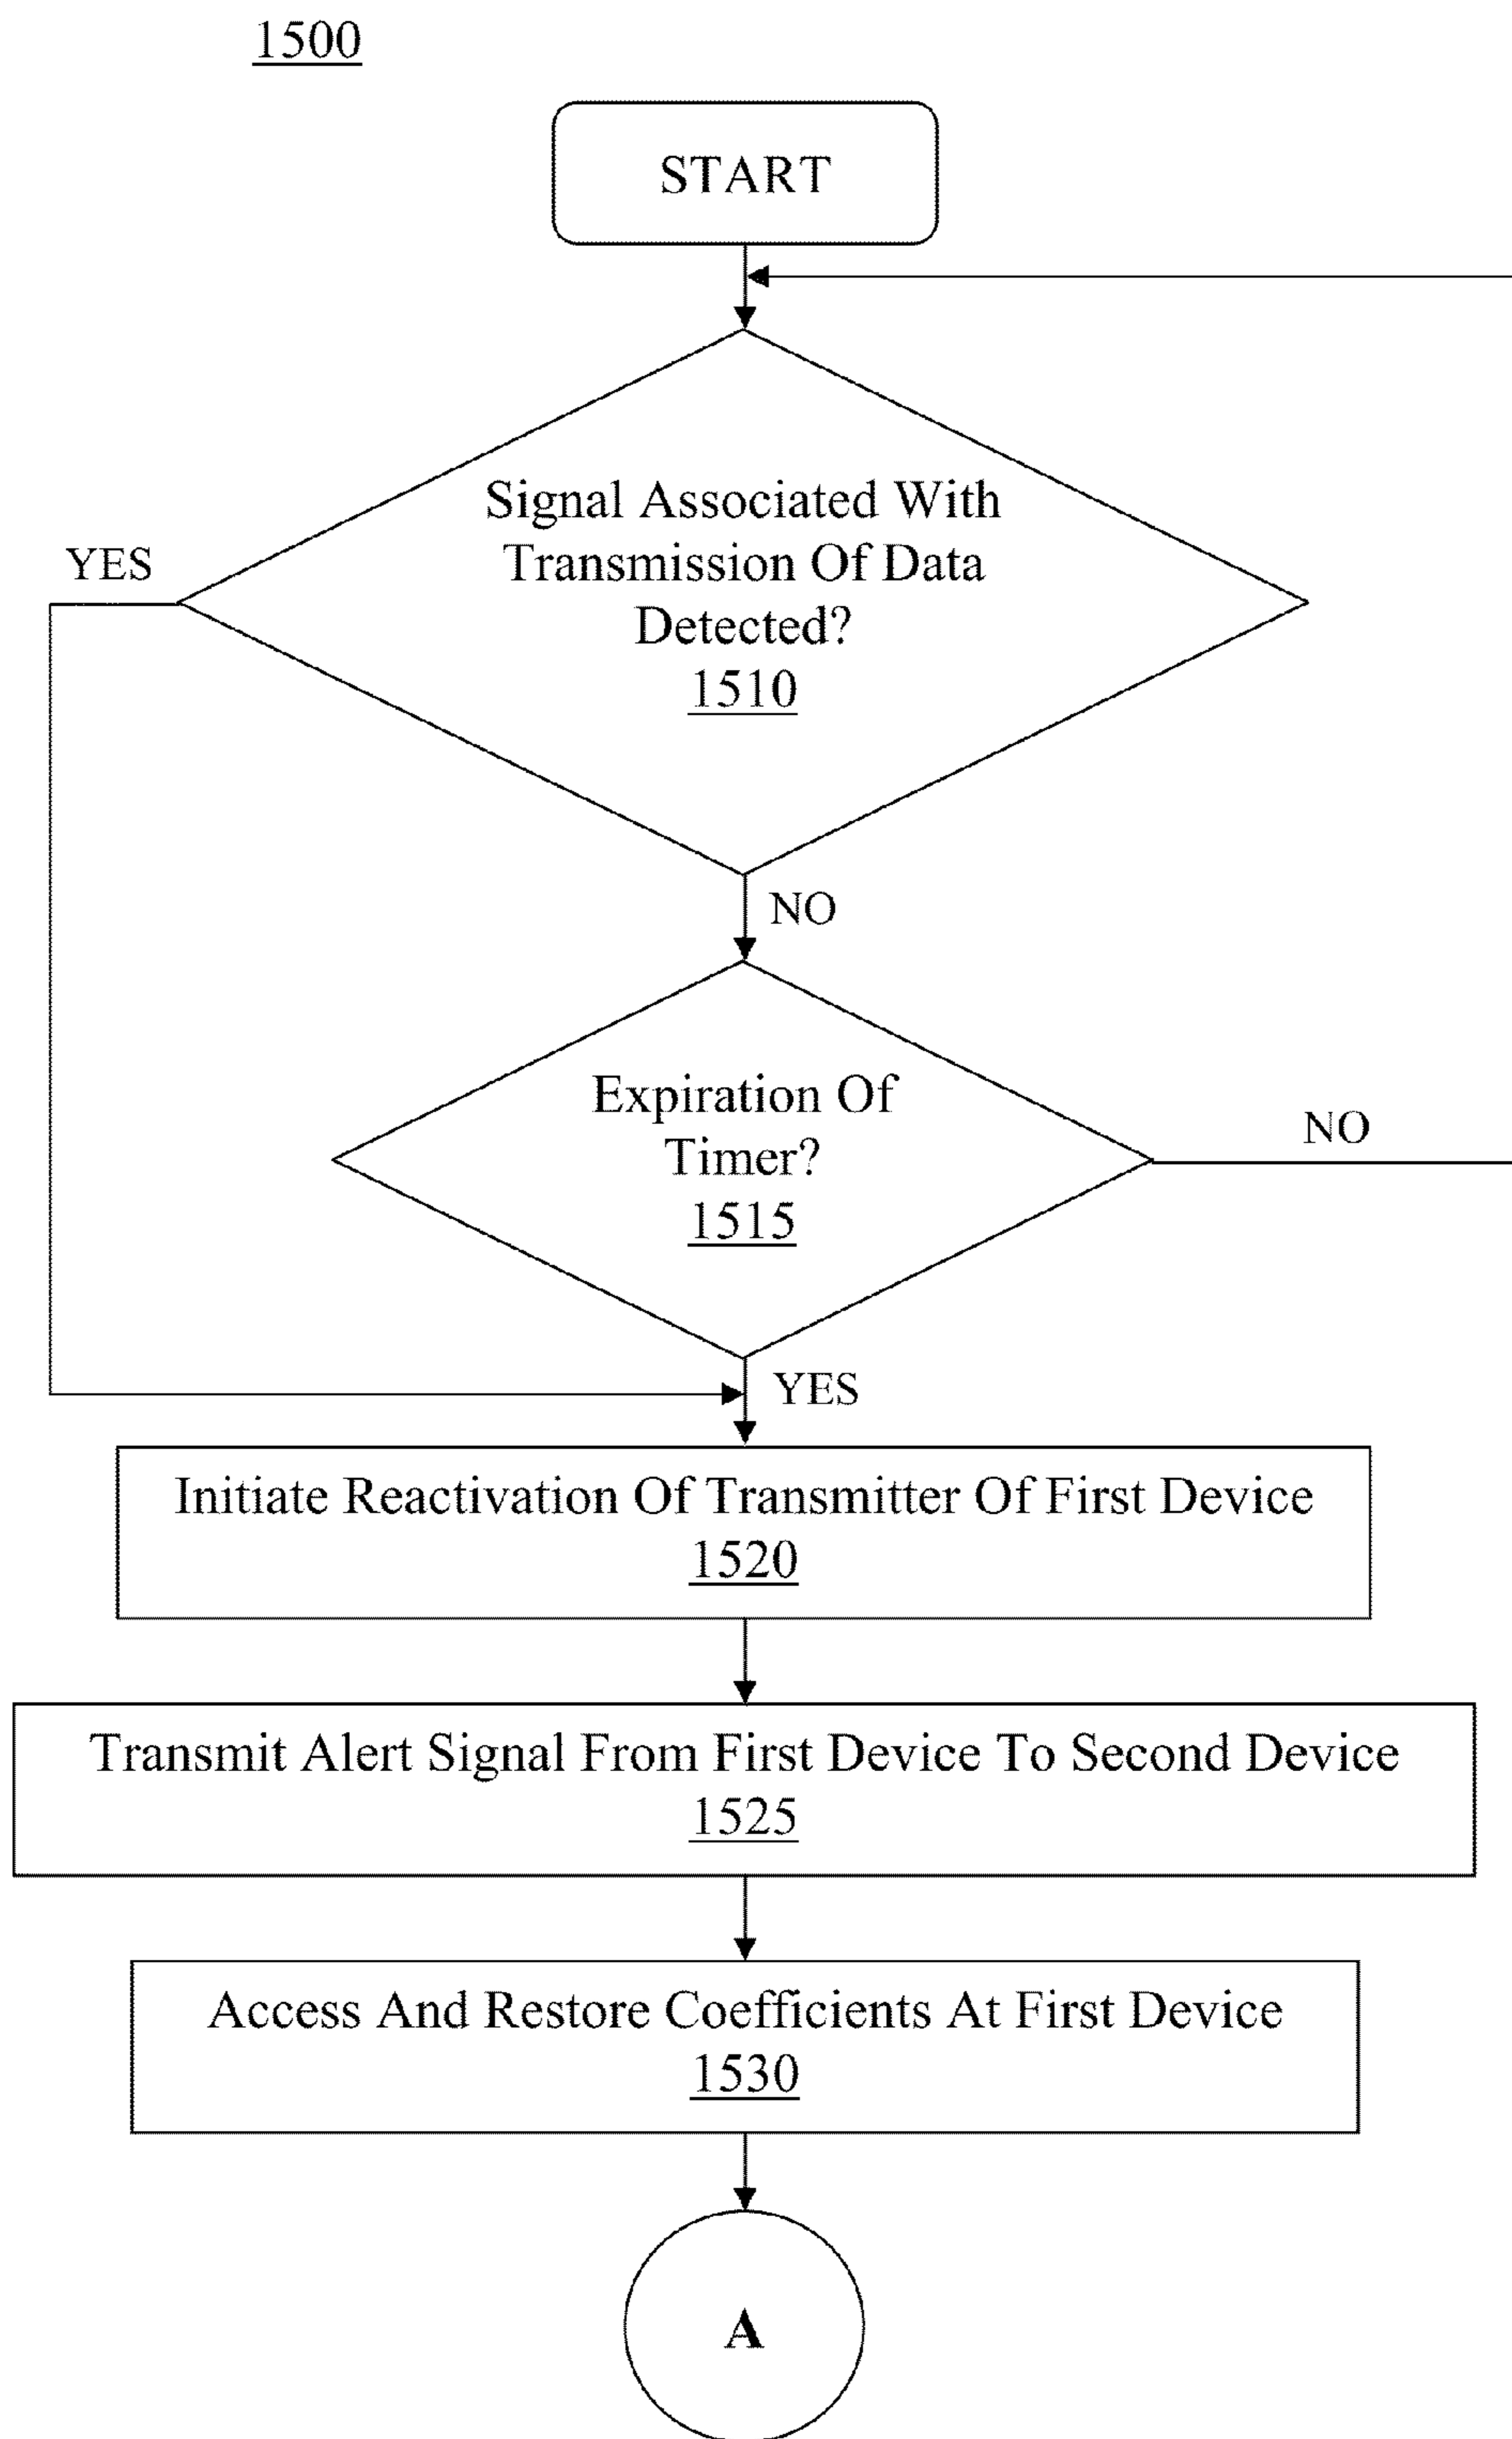 1500
START
Signal Associated With
Transmission Of Data
Detected?
1510
YES
NO
Expiration Of
Timer?
1515
NO
YES
Initiate Reactivation Of Transmitter Of First Device
1520
Transmit Alert Signal From First Device To Second Device
1525
Access And Restore Coefficients At First Device
1530
A